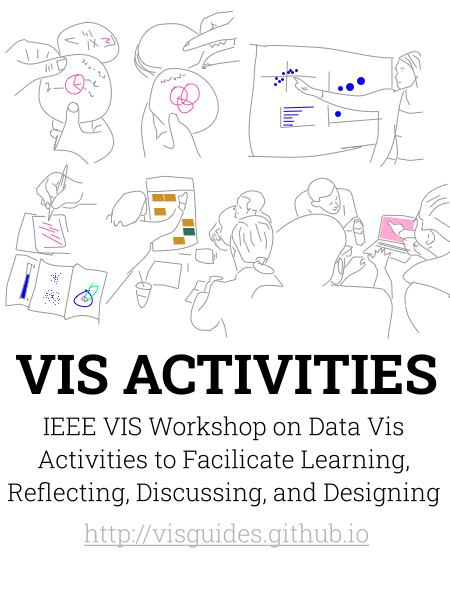 VIS ACTIVITIES
IEEE VIS Workshop on Data Vis
Activities to Facilicate Learning,
Reflecting, Discussing, and Designing
http://visguides.github.io